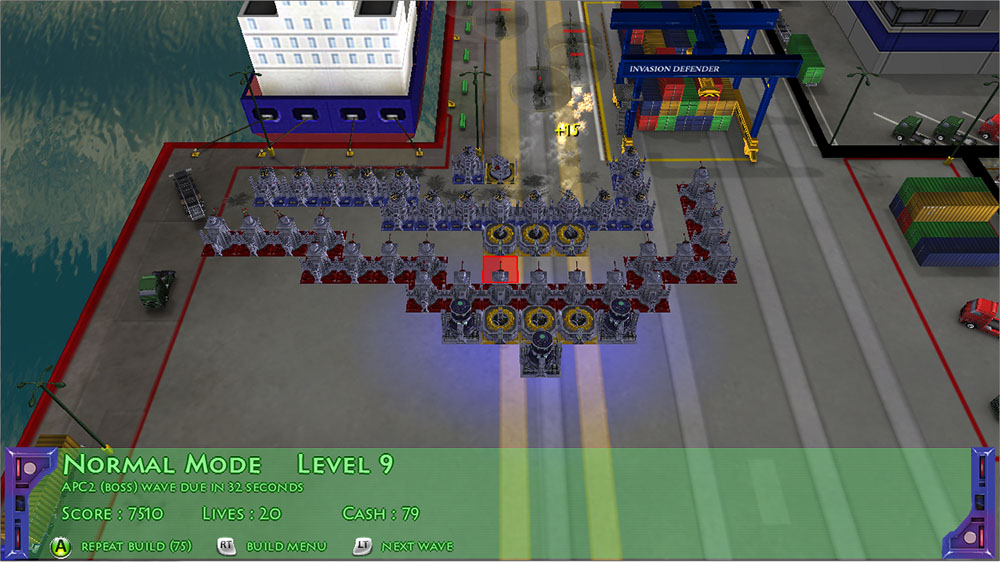 INVASION DEFENDER
+15
NORMAL MODE LEVEL 9
APC2 (BOSS) WAVE DUE IN 32 SECONDS
SCORE : 7510 LIVES : 20 CASH : 79
A REPEAT BUILD (75) RT BUILD MENU LT NEXT WAVE